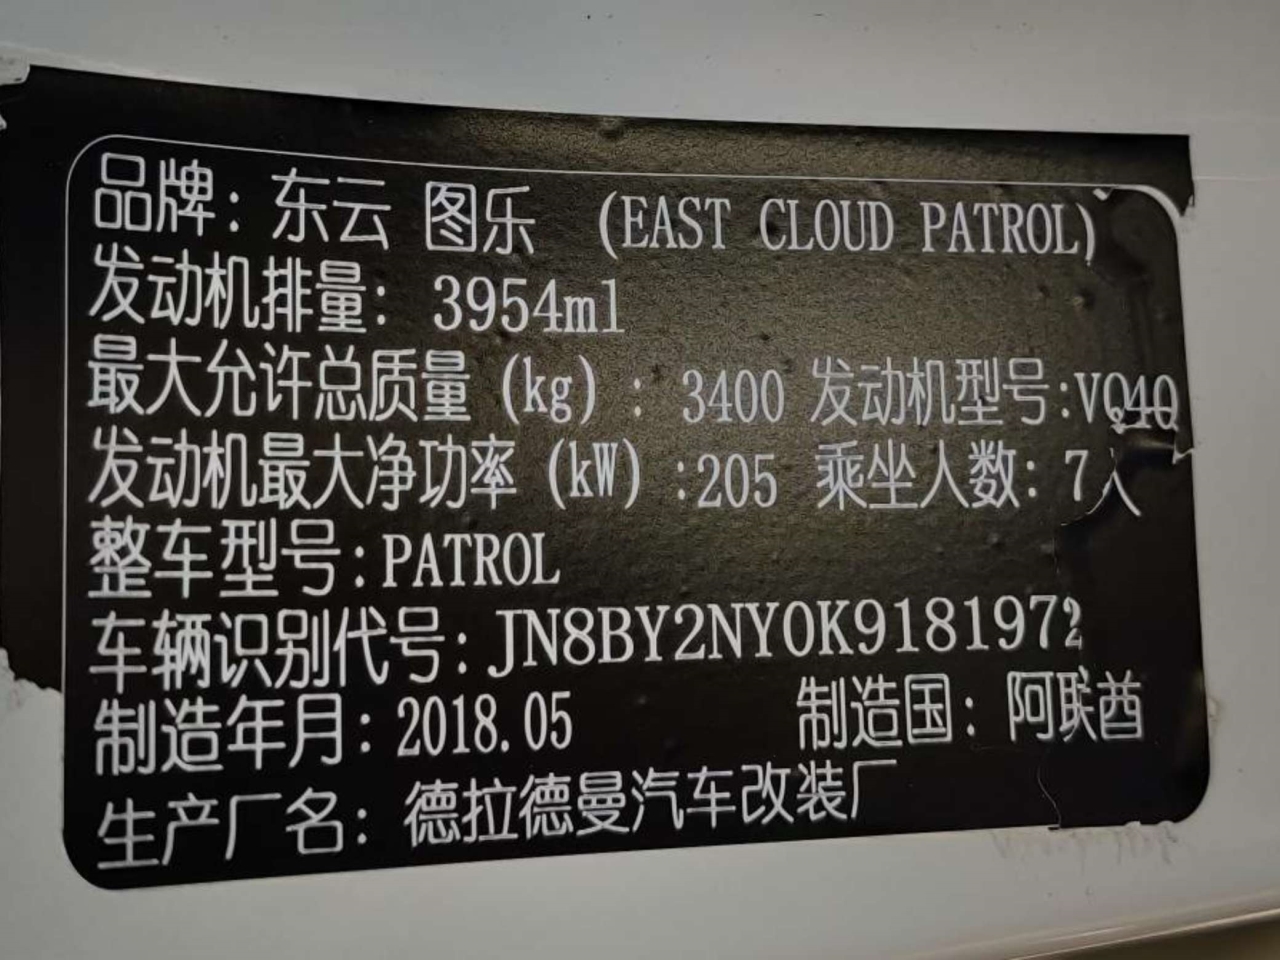 品牌: 东云 图乐 (EAST CLOUD PATROL)
发动机排量: 3954ml
最大允许总质量 (kg) : 3400 发动机型号:VQ40
发动机最大净功率 (kW) :205 乘坐人数: 7人
整车型号:PATROL
车辆识别代号:JN8BY2NY0K9181972
制造年月:2018.05 制造国: 阿联酋
生产厂名: 德拉德曼汽车改装厂